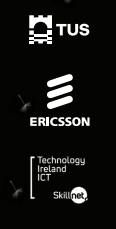 TUS
ERICSSON
Technology
Ireland
ICT
Skillnet